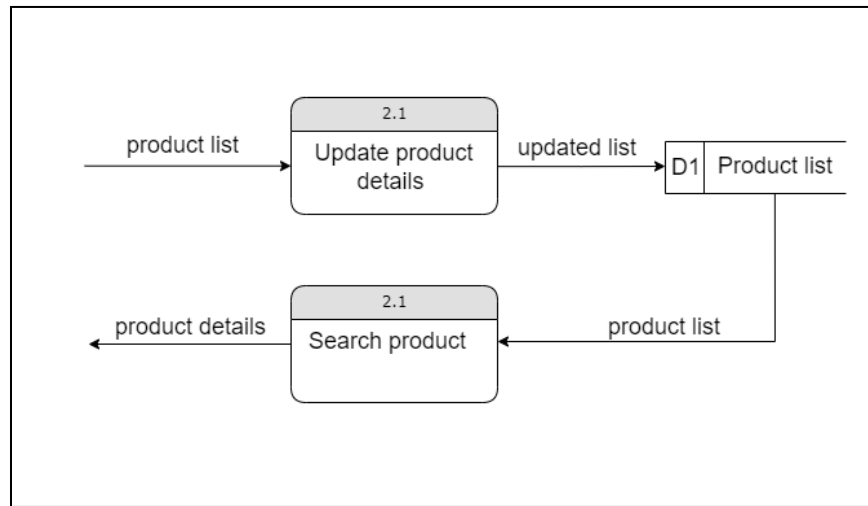 2.1
product list
Update product
details
updated list
D1
Product list
2.1
product details
Search product
product list